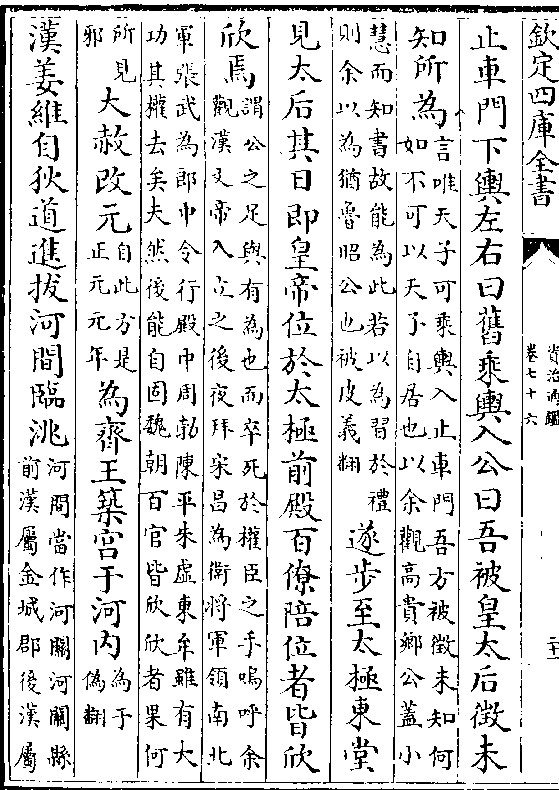 欽定四庫全書
資治通鑑
卷七十六
止車門下輿左右曰舊乘輿入公曰吾被皇太后徵未
知所為
言唯天子可乘輿入止車門吾方被徵未知何
如不可以天子自居也以余觀高貴鄉公蓋小
慧而知書故能為此若以為習於禮
則余以為猶魯昭公也被皮義翻
遂步至太極東堂
見太后其日即皇帝位於太極前殿百僚陪位者皆欣
欣焉
謂公之足與有為也而卒死於權臣之手嗚呼余
觀漢文帝入立之後夜拜宋昌為衛將軍領南北
軍張武為郎中令行殿中周勃陳平朱虛東牟雖有大
功其權去矣夫然後能自固魏朝百官皆欣欣者果何
所見
邪
大赦改元
自此方是
正元元年
為齊王築宮于河內
為于
偽翻
漢姜維自狄道進拔河間臨洮
河間當作河關河關縣
前漢屬金城郡後漢屬